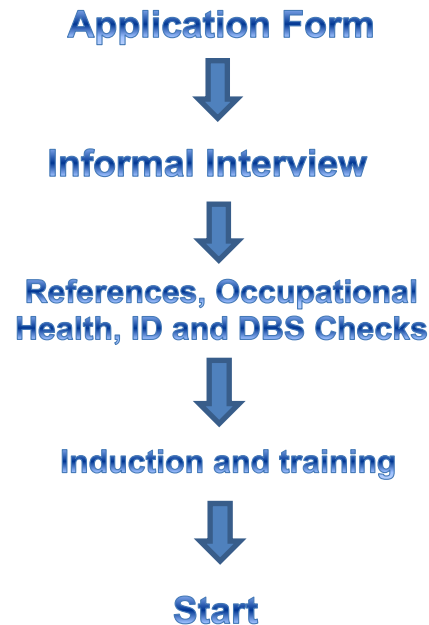 Application Form
Informal Interview
References, Occupational
Health, ID and DBS Checks
Induction and training
Start